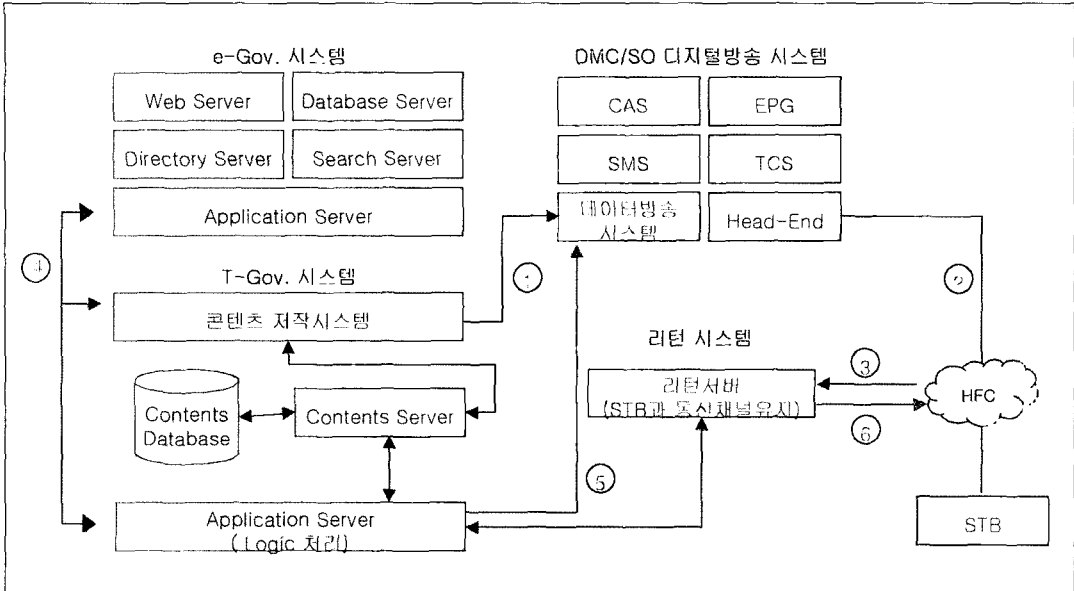 e-Gov. 시스템
Web Server
Database Server
Directory Server
Search Server
Application Server
DMC/SO 디지털방송 시스템
CAS
EPG
SMS
TCS
데이터방송
시스템
Head-End
④
①
②
T-Gov. 시스템
콘텐츠 저작시스템
Contents
Database
Contents Server
Application Server
(Logic 처리)
⑤
리턴 시스템
리턴서버
(STB과 통신채널유지)
③
⑥
HFC
STB